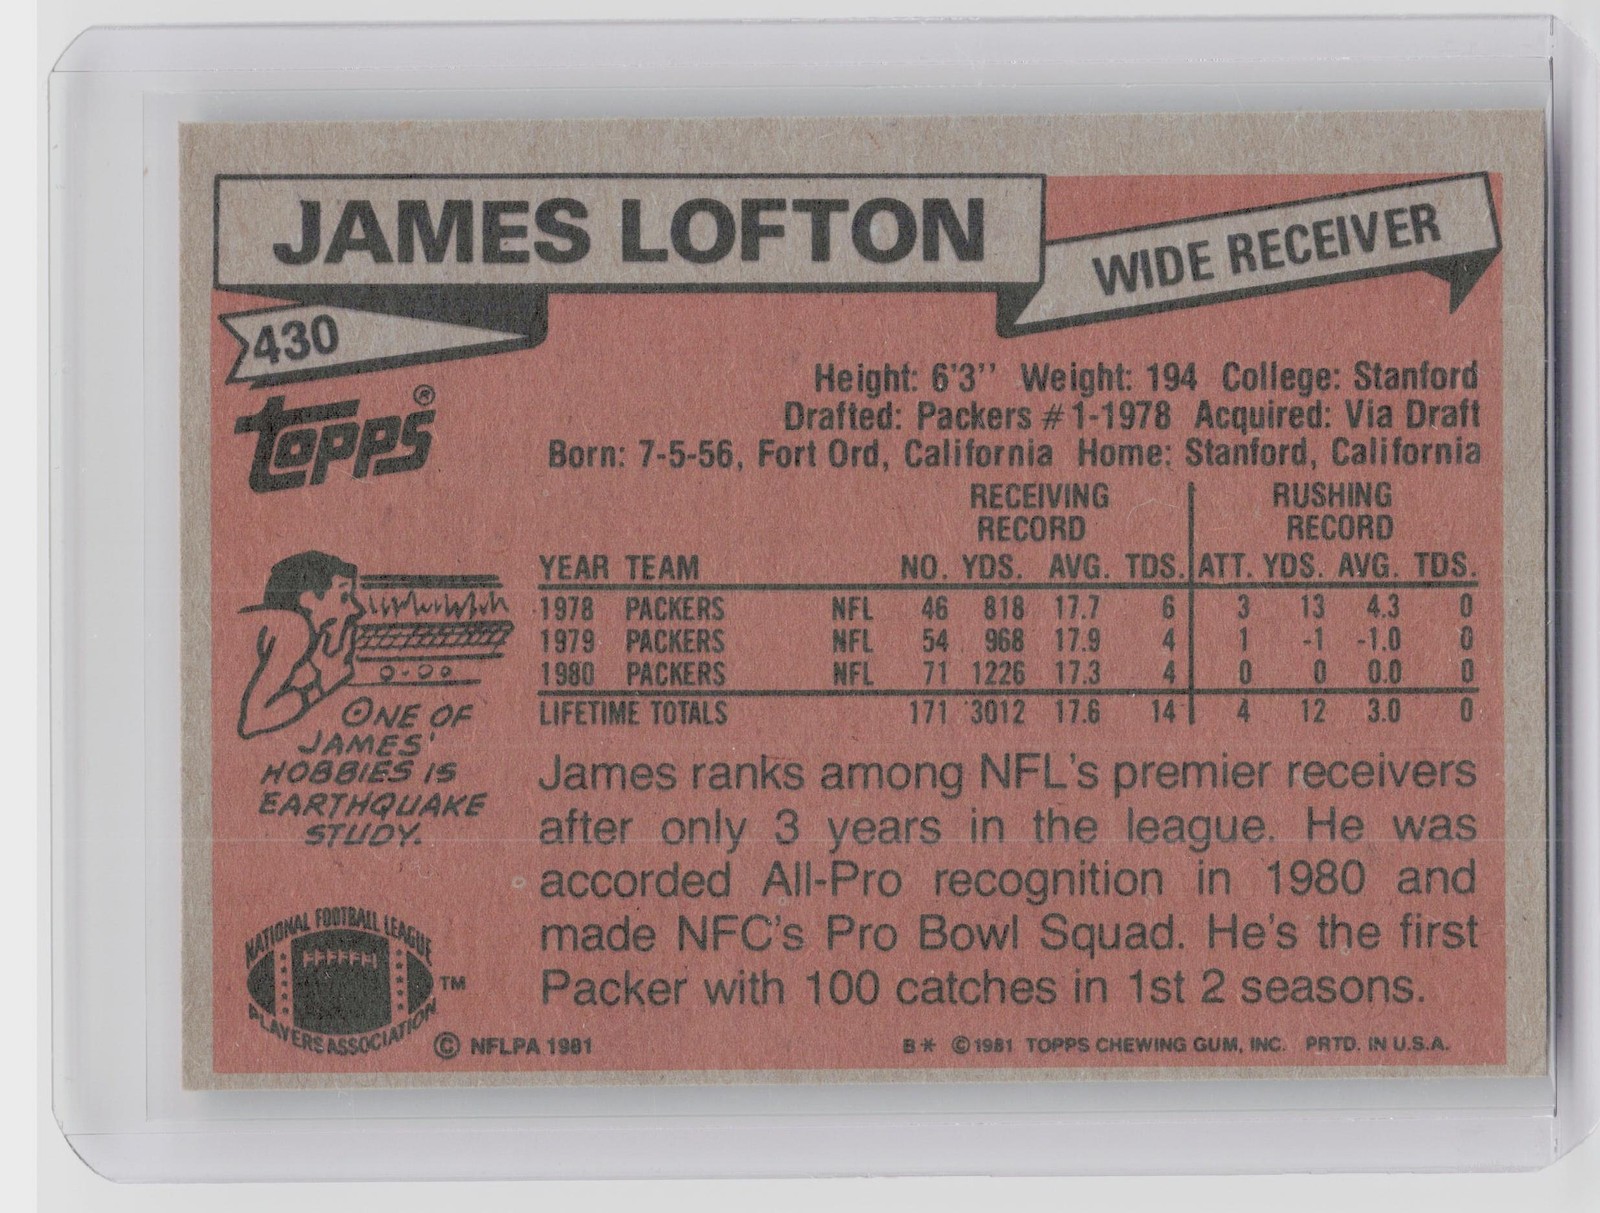 JAMES LOFTON
WIDE RECEIVER
430
topps®
Height: 6'3'' Weight: 194 College: Stanford
Drafted: Packers #1-1978 Acquired: Via Draft
Born: 7-5-56, Fort Ord, California Home: Stanford, California
RECEIVING RECORD RUSHING RECORD
YEAR TEAM NO. YDS. AVG. TDS. ATT. YDS. AVG. TDS.
1978 PACKERS NFL 46 818 17.7 6 3 13 4.3 0
1979 PACKERS NFL 54 968 17.9 4 1 -1 -1.0 0
1980 PACKERS NFL 71 1226 17.3 4 0 0 0.0 0
LIFETIME TOTALS 171 3012 17.6 14 4 12 3.0 0
ONE OF
JAMES'
HOBBIES IS
EARTHQUAKE
STUDY.
James ranks among NFL's premier receivers
after only 3 years in the league. He was
accorded All-Pro recognition in 1980 and
made NFC's Pro Bowl Squad. He's the first
Packer with 100 catches in 1st 2 seasons.
NATIONAL FOOTBALL LEAGUE
PLAYERS ASSOCIATION
TM
© NFLPA 1981
B* ©1981 TOPPS CHEWING GUM, INC. PRTD. IN U.S.A.